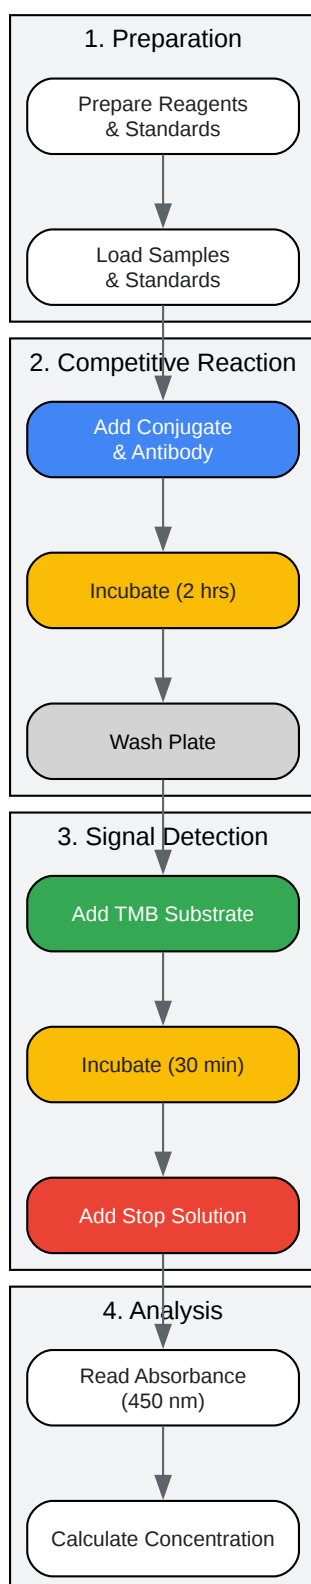 1. Preparation
Prepare Reagents
& Standards
Load Samples
& Standards
2. Competitive Reaction
Add Conjugate
& Antibody
Incubate (2 hrs)
Wash Plate
3. Signal Detection
Add TMB Substrate
Incubate (30 min)
Add Stop Solution
4. Analysis
Read Absorbance
(450 nm)
Calculate Concentration